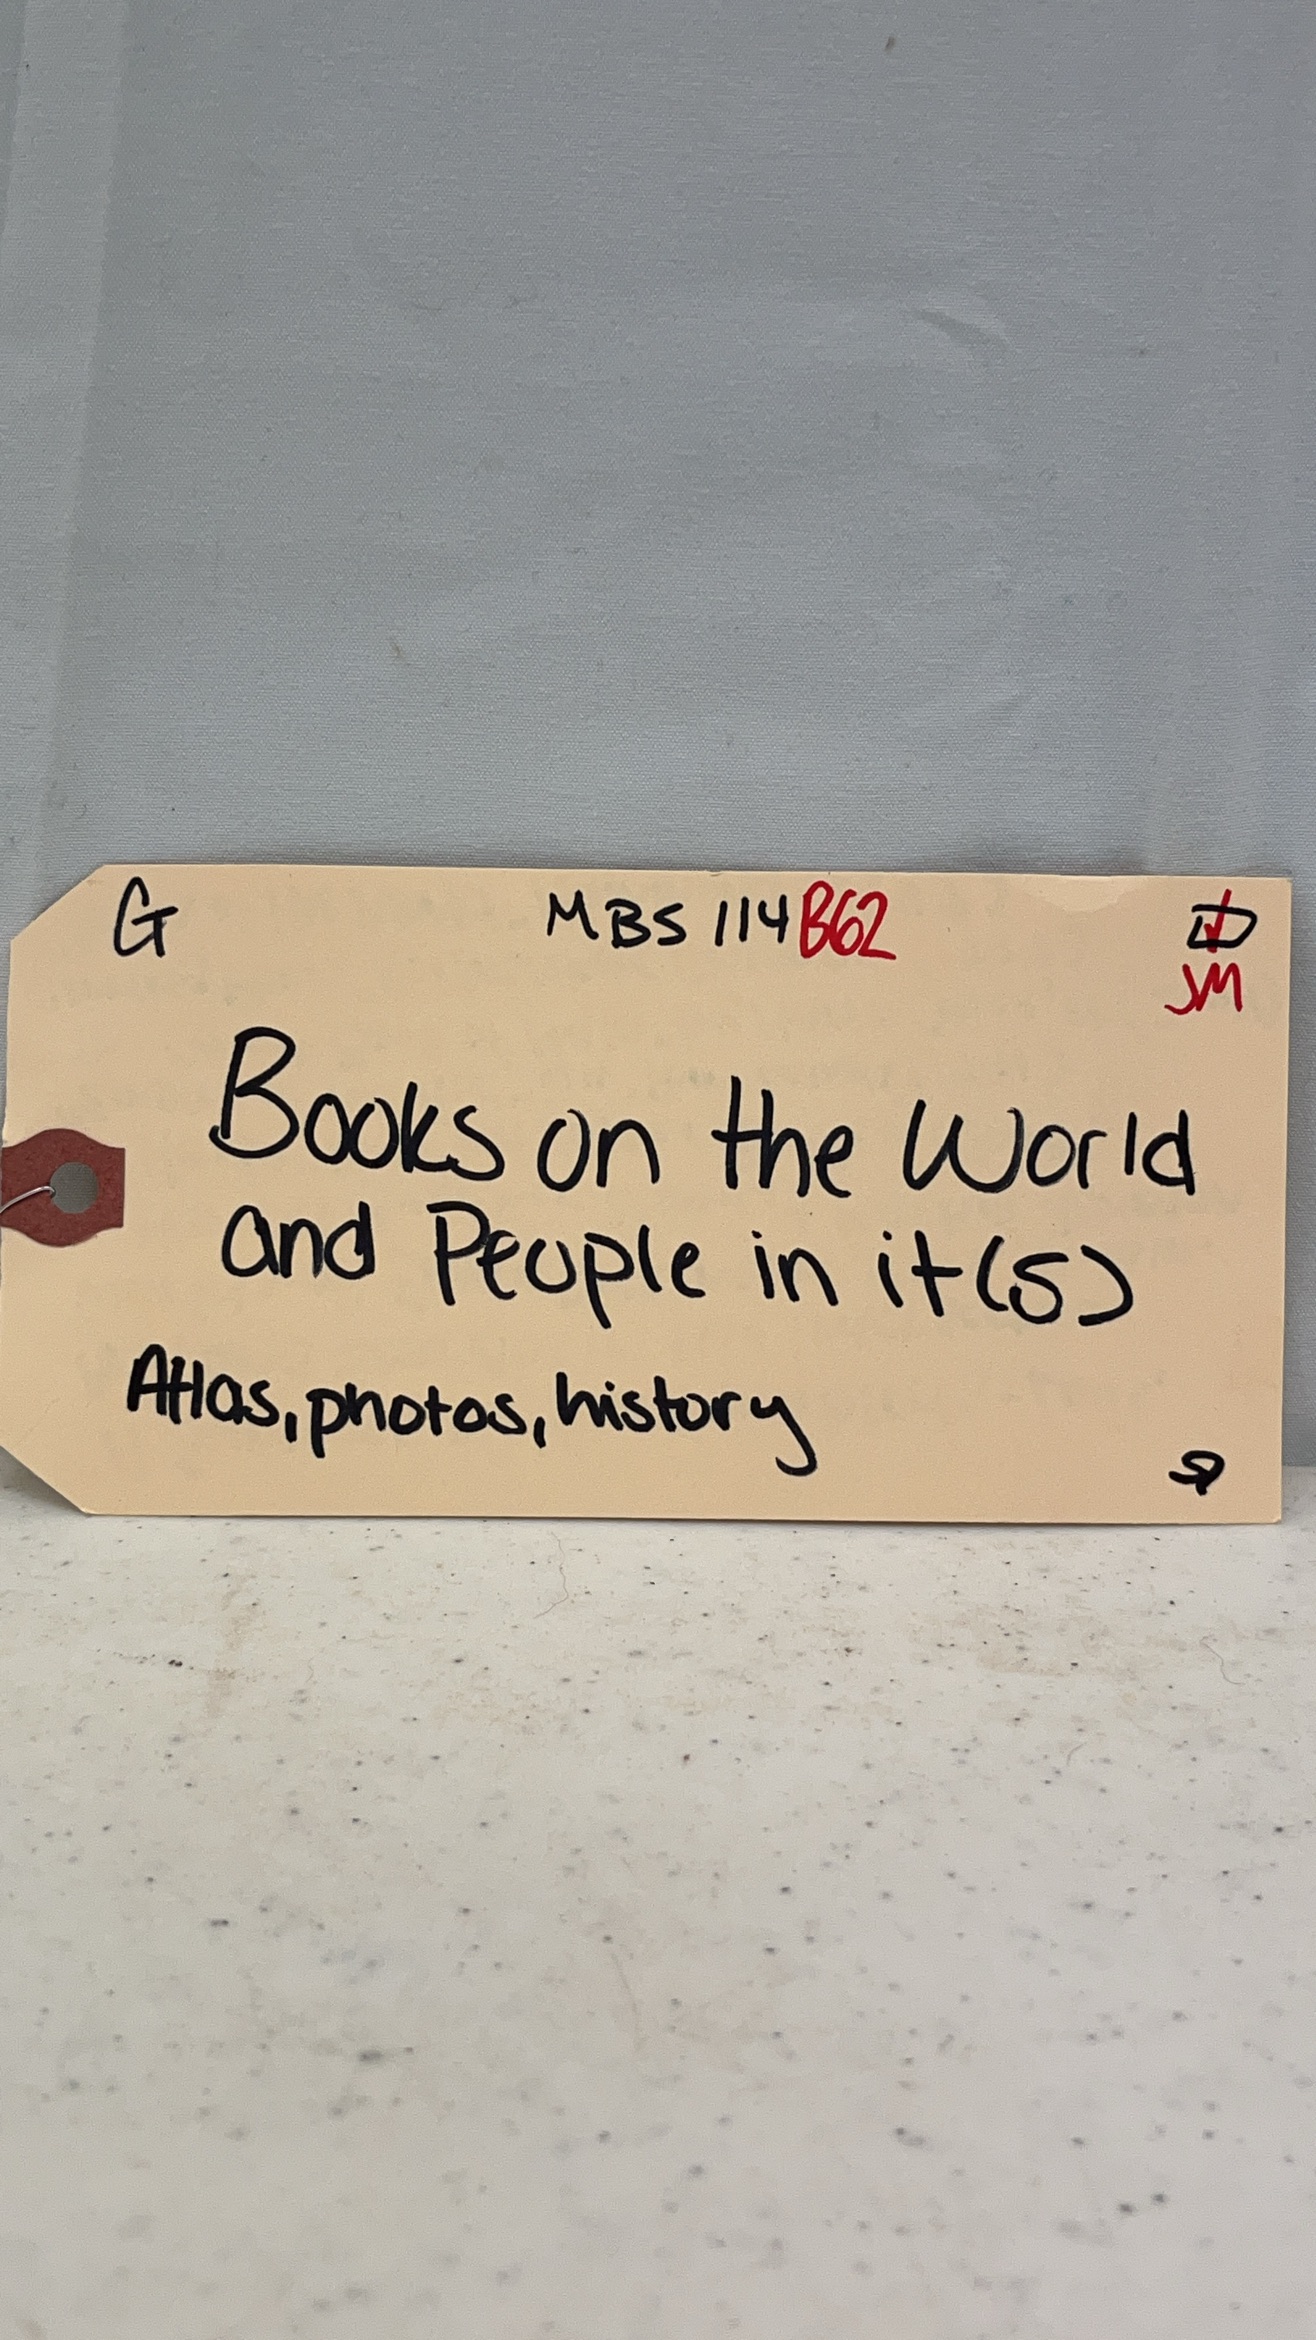 G MBS 114 B62
JM
Books on the World
and People in it (5)
Atlas, photos, history